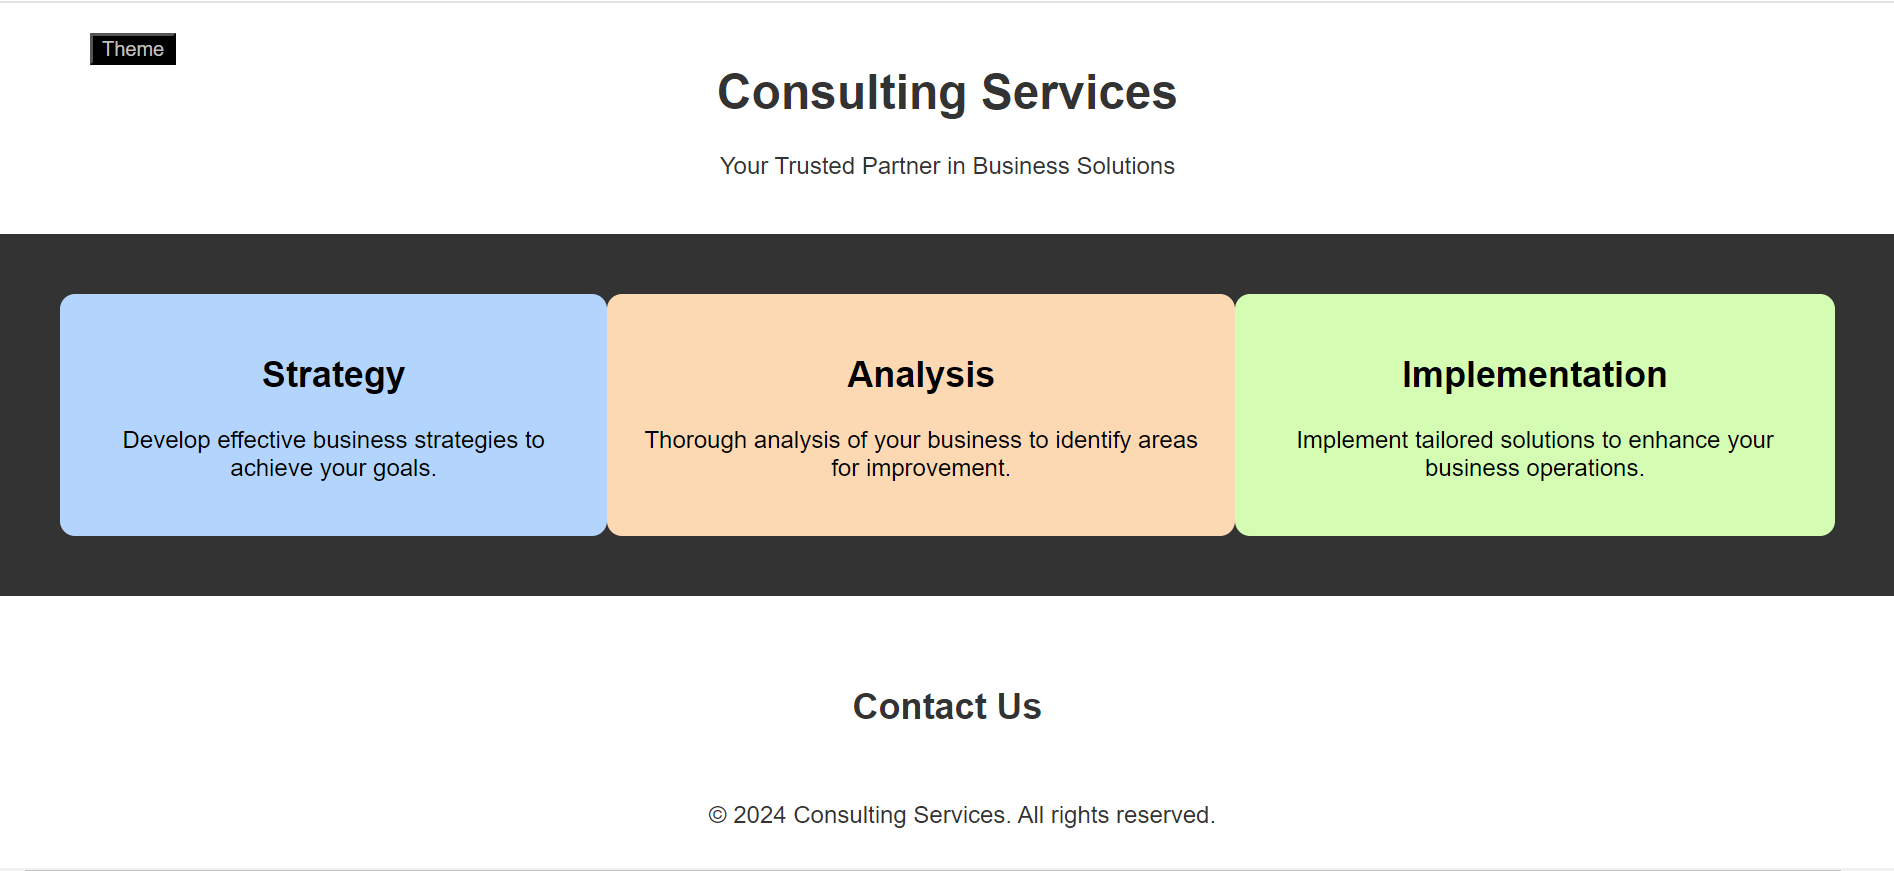 Theme
Consulting Services
Your Trusted Partner in Business Solutions
Strategy
Develop effective business strategies to
achieve your goals.
Analysis
Thorough analysis of your business to identify areas
for improvement.
Implementation
Implement tailored solutions to enhance your
business operations.
Contact Us
© 2024 Consulting Services. All rights reserved.